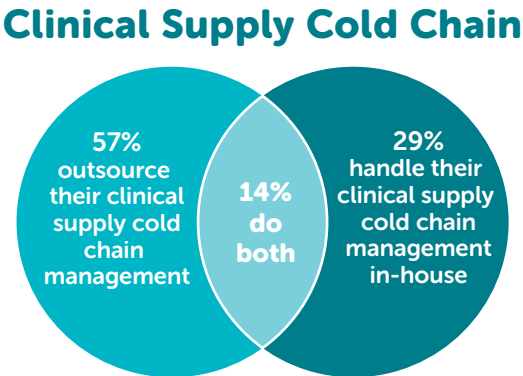 Clinical Supply Cold Chain
57%
outsource
their clinical
supply cold
chain
management
14%
do
both
29%
handle their
clinical supply
cold chain
management
in-house